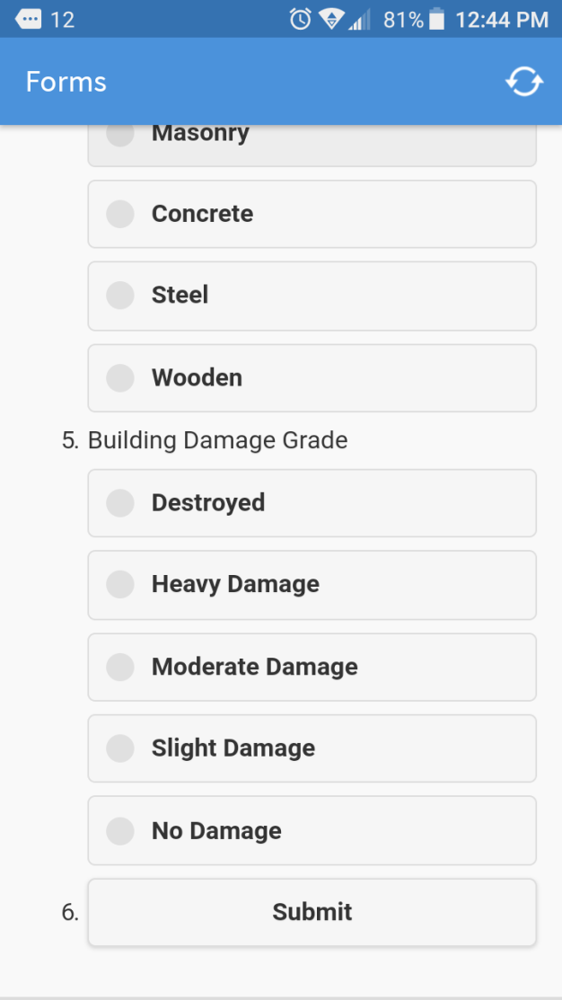 12 81% 12:44 PM
Forms
Masonry
Concrete
Steel
Wooden
5. Building Damage Grade
Destroyed
Heavy Damage
Moderate Damage
Slight Damage
No Damage
6. Submit